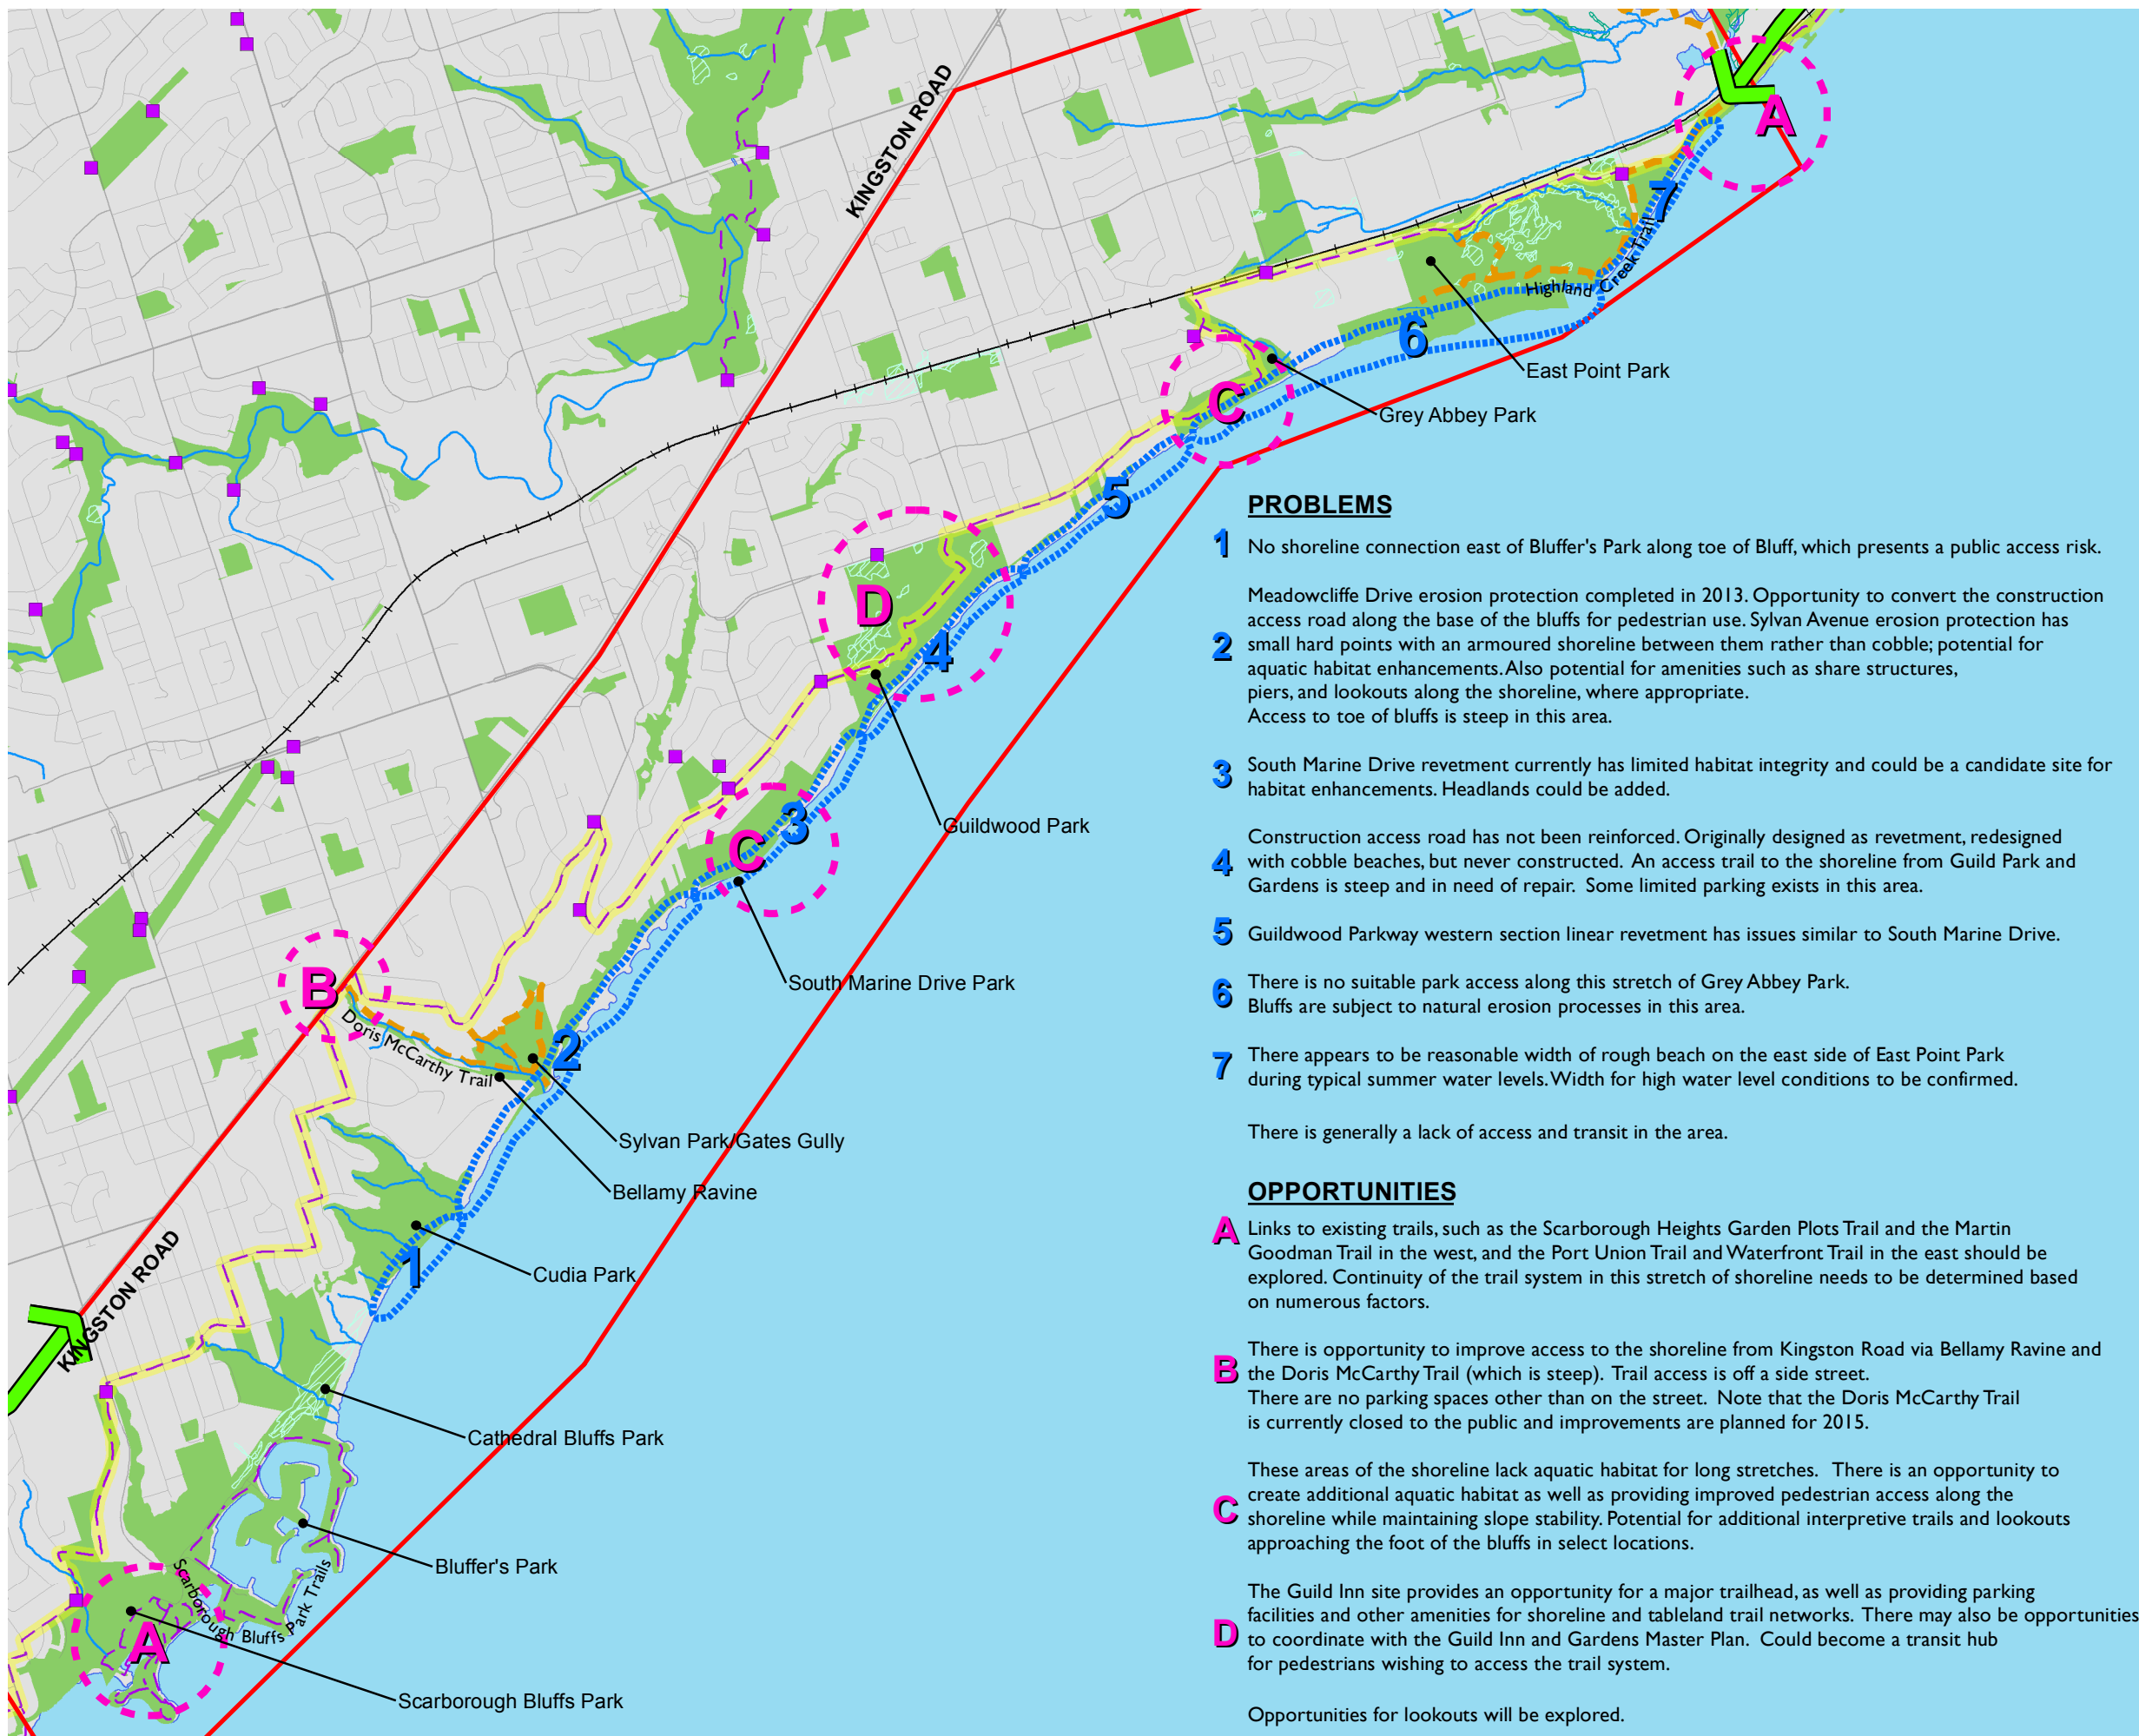 KINGSTON ROAD
A
7
Highland Creek Trail
6
East Point Park
C
Grey Abbey Park
5
D
4
Guildwood Park
3
C
South Marine Drive Park
B
Doris McCarthy Trail
2
Sylvan Park/Gates Gully
Bellamy Ravine
1
Cudia Park
KINGSTON ROAD
Cathedral Bluffs Park
Bluffer's Park
Scarborough Bluffs Park Trails
A
Scarborough Bluffs Park
PROBLEMS
1 No shoreline connection east of Bluffer's Park along toe of Bluff, which presents a public access risk.
Meadowcliffe Drive erosion protection completed in 2013. Opportunity to convert the construction
access road along the base of the bluffs for pedestrian use. Sylvan Avenue erosion protection has
2 small hard points with an armoured shoreline between them rather than cobble; potential for
aquatic habitat enhancements. Also potential for amenities such as share structures,
piers, and lookouts along the shoreline, where appropriate.
Access to toe of bluffs is steep in this area.
3 South Marine Drive revetment currently has limited habitat integrity and could be a candidate site for
habitat enhancements. Headlands could be added.
Construction access road has not been reinforced. Originally designed as revetment, redesigned
4 with cobble beaches, but never constructed. An access trail to the shoreline from Guild Park and
Gardens is steep and in need of repair. Some limited parking exists in this area.
5 Guildwood Parkway western section linear revetment has issues similar to South Marine Drive.
6 There is no suitable park access along this stretch of Grey Abbey Park.
Bluffs are subject to natural erosion processes in this area.
7 There appears to be reasonable width of rough beach on the east side of East Point Park
during typical summer water levels. Width for high water level conditions to be confirmed.
There is generally a lack of access and transit in the area.
OPPORTUNITIES
A Links to existing trails, such as the Scarborough Heights Garden Plots Trail and the Martin
Goodman Trail in the west, and the Port Union Trail and Waterfront Trail in the east should be
explored. Continuity of the trail system in this stretch of shoreline needs to be determined based
on numerous factors.
There is opportunity to improve access to the shoreline from Kingston Road via Bellamy Ravine and
B the Doris McCarthy Trail (which is steep). Trail access is off a side street.
There are no parking spaces other than on the street. Note that the Doris McCarthy Trail
is currently closed to the public and improvements are planned for 2015.
These areas of the shoreline lack aquatic habitat for long stretches. There is an opportunity to
C create additional aquatic habitat as well as providing improved pedestrian access along the
shoreline while maintaining slope stability. Potential for additional interpretive trails and lookouts
approaching the foot of the bluffs in select locations.
The Guild Inn site provides an opportunity for a major trailhead, as well as providing parking
facilities and other amenities for shoreline and tableland trail networks. There may also be opportunities
D to coordinate with the Guild Inn and Gardens Master Plan. Could become a transit hub
for pedestrians wishing to access the trail system.
Opportunities for lookouts will be explored.